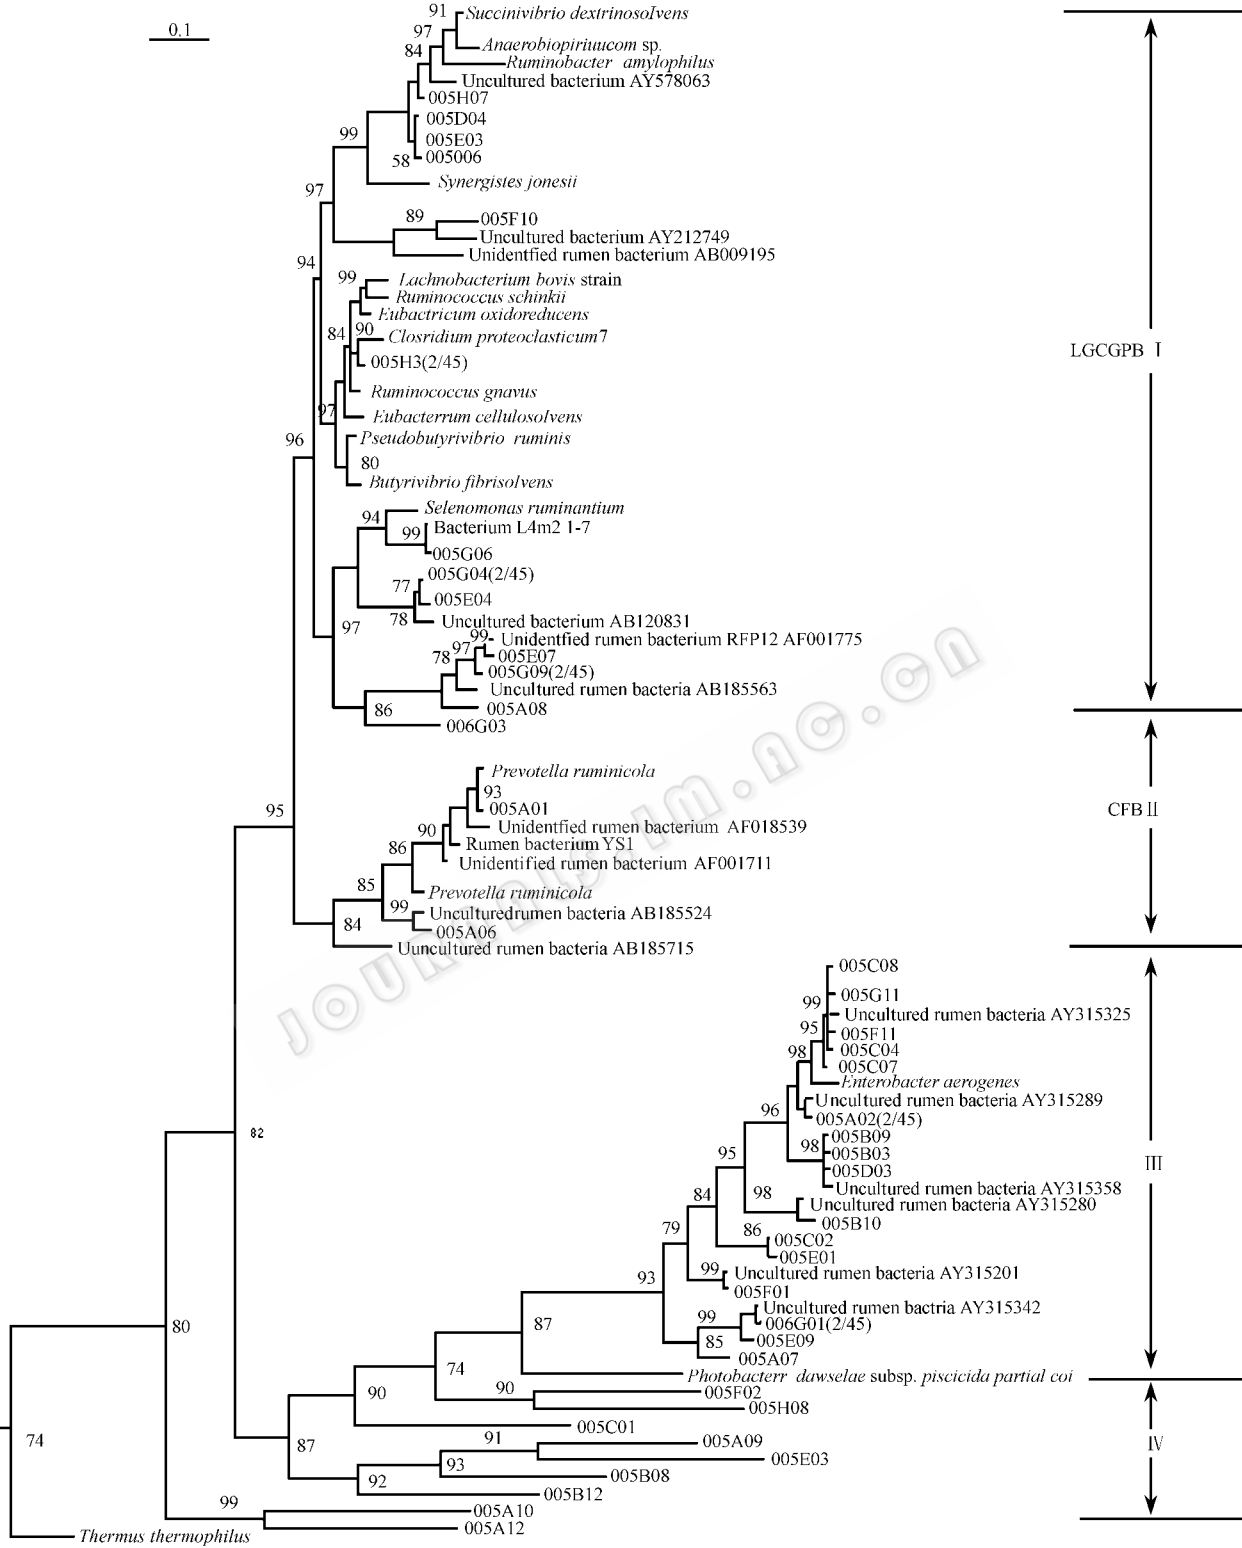 0.1
91
Succinivibrio dextrinosolvens
97
Anaerobiopiriuucom sp.
84
Ruminobacter amylophilus
Uncultured bacterium AY578063
005H07
005D04
99
005E03
58
005006
Synergistes jonesii
97
89
005F10
Uncultured bacterium AY212749
Unidentfied rumen bacterium AB009195
94
99
Lachnobacterium bovis strain
Ruminococcus schinkii
Eubactricum oxidoreducens
84
90
Closridium proteoclasticum7
LGCGPB Ⅰ
005H3(2/45)
Ruminococcus gnavus
97
Eubacterrum cellulosolvens
96
Pseudobutyrivibrio ruminis
80
Butyrivibrio fibrisolvens
Selenomonas ruminantium
94
Bacterium L4m2 1-7
99
005G06
005G04(2/45)
77
005E04
78
Uncultured bacterium AB120831
97
99
Unidentfied rumen bacterium RFP12 AF001775
97
005E07
78
005G09(2/45)
Uncultured rumen bacteria AB185563
86
005A08
006G03
Prevotella ruminicola
93
005A01
95
CFB Ⅱ
Unidentfied rumen bacterium AF018539
90
Rumen bacterium YS1
86
Unidentified rumen bacterium AF001711
85
Prevotella ruminicola
99
Unculturedrumen bacteria AB185524
84
005A06
Uuncultured rumen bacteria AB185715
005C08
005G11
99
Uncultured rumen bacteria AY315325
95
005F11
98
005C04
005C07
Enterobacter aerogenes
Uncultured rumen bacteria AY315289
96
005A02(2/45)
82
005B09
98
005B03
95
Ⅲ
005D03
Uncultured rumen bacteria AY315358
84
98
Uncultured rumen bacteria AY315280
005B10
79
86
005C02
005E01
93
99
Uncultured rumen bacteria AY315201
005F01
Uncultured rumen bactria AY315342
99
80
87
006G01(2/45)
85
005E09
005A07
74
Photobacterr dawselae subsp. piscicida partial coi
90
90
005F02
005H08
005C01
74
87
91
005A09
Ⅳ
93
005E03
92
005B08
005B12
99
005A10
005A12
Thermus thermophilus
journals.im.ac.cn